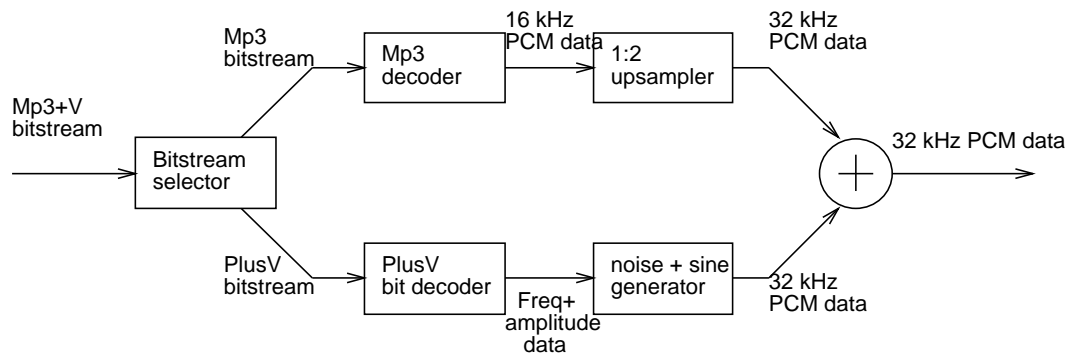 Mp3+V
bitstream
Bitstream
selector
Mp3
bitstream
Mp3
decoder
16 kHz
PCM data
1:2
upsampler
32 kHz
PCM data
PlusV
bitstream
PlusV
bit decoder
Freq+
amplitude
data
noise + sine
generator
32 kHz
PCM data
+
32 kHz PCM data